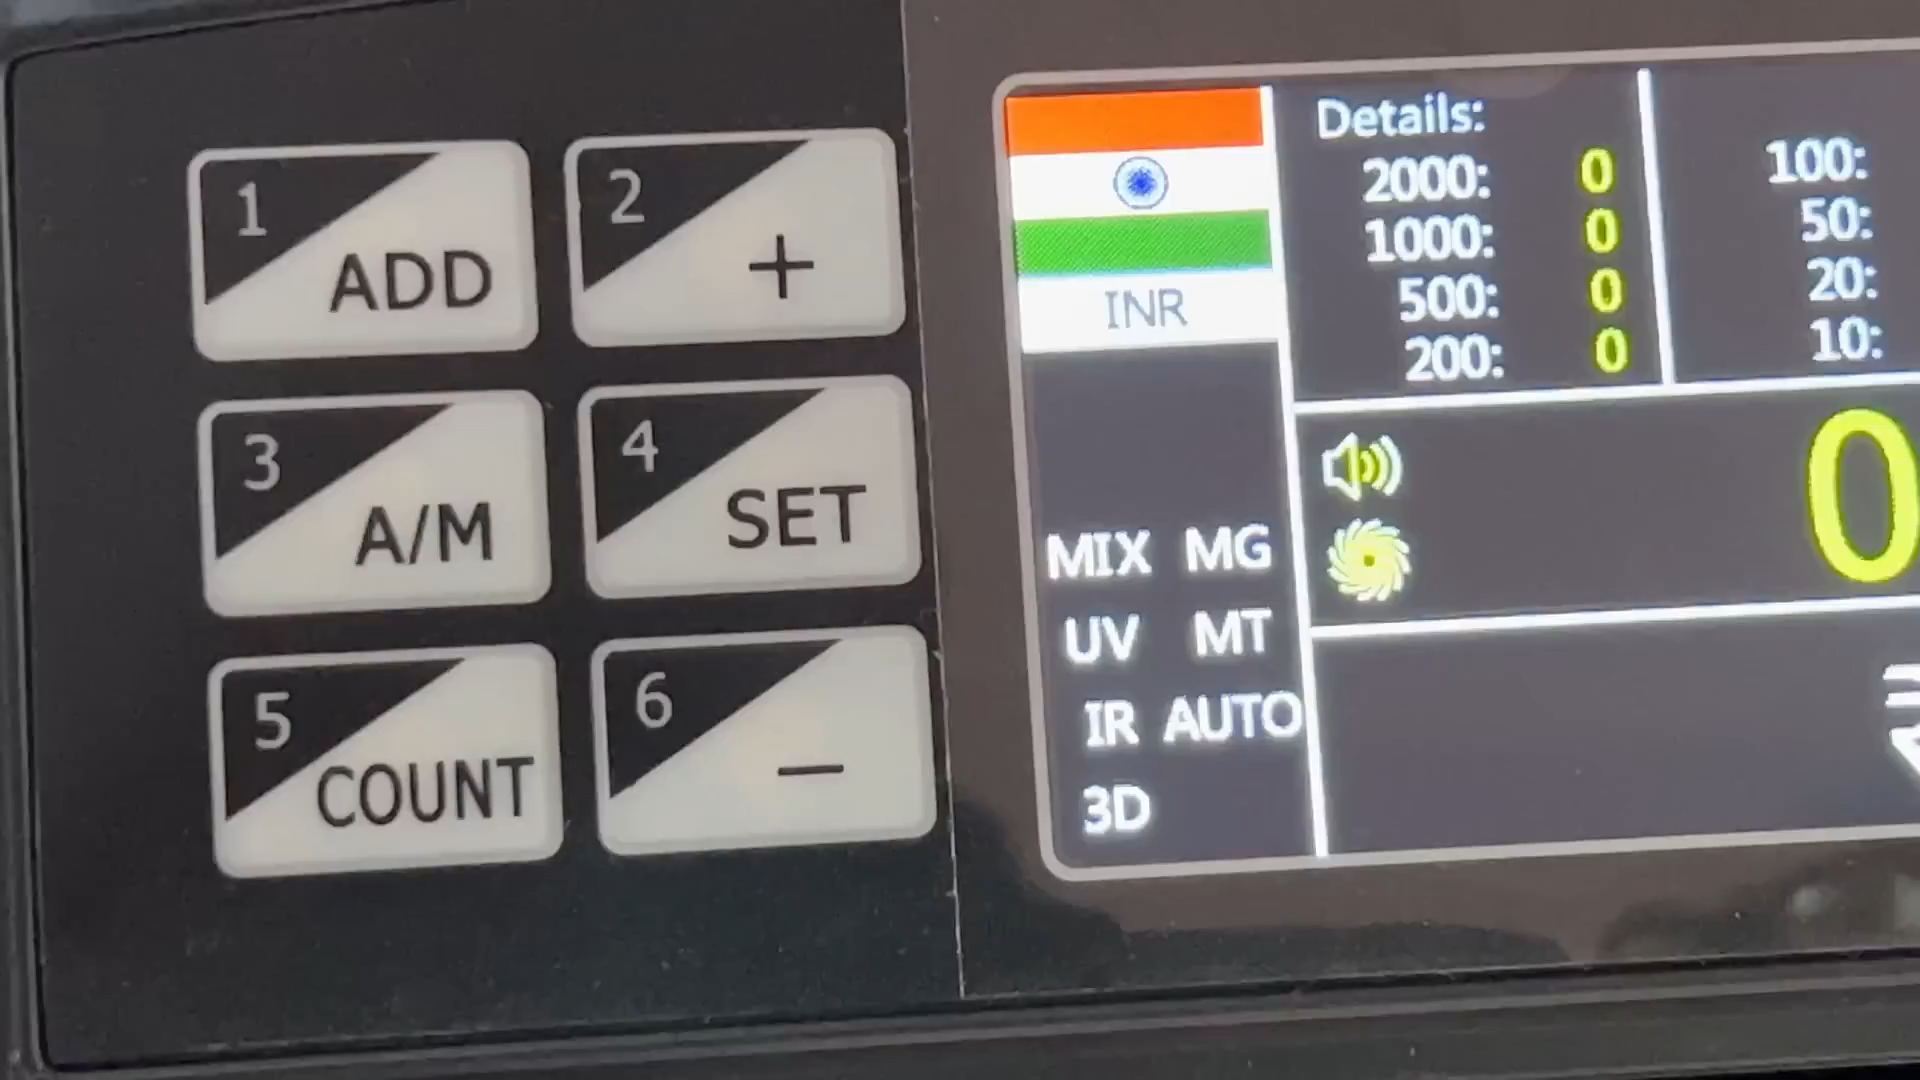 1
ADD
2
+
3
A/M
4
SET
5
COUNT
6
−
INR
MIX MG
UV MT
IR AUTO
3D
Details:
2000: 0
1000: 0
500: 0
200: 0
100:
50:
20:
10:
0